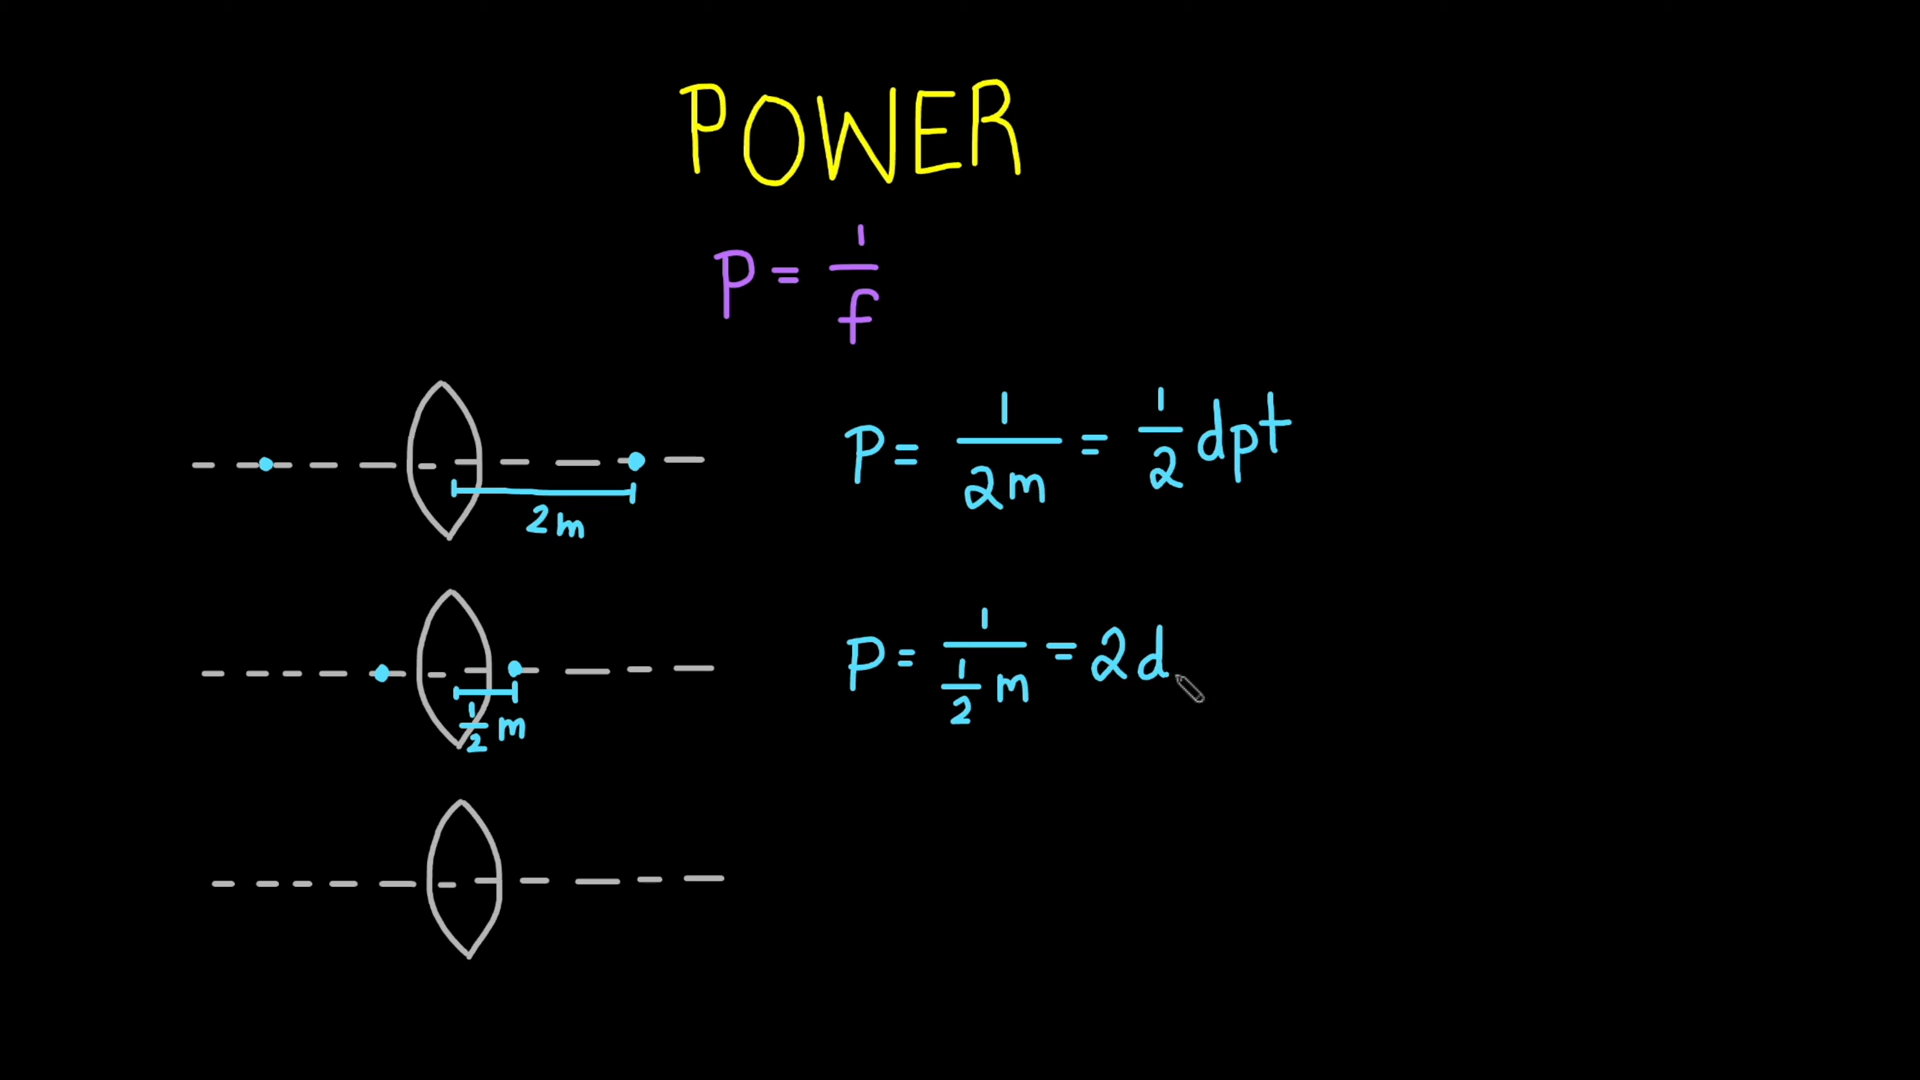 POWER
P = 1/f
2m
P = 1/2m = 1/2 dpt
1/2 m
P = 1/1/2 m = 2d